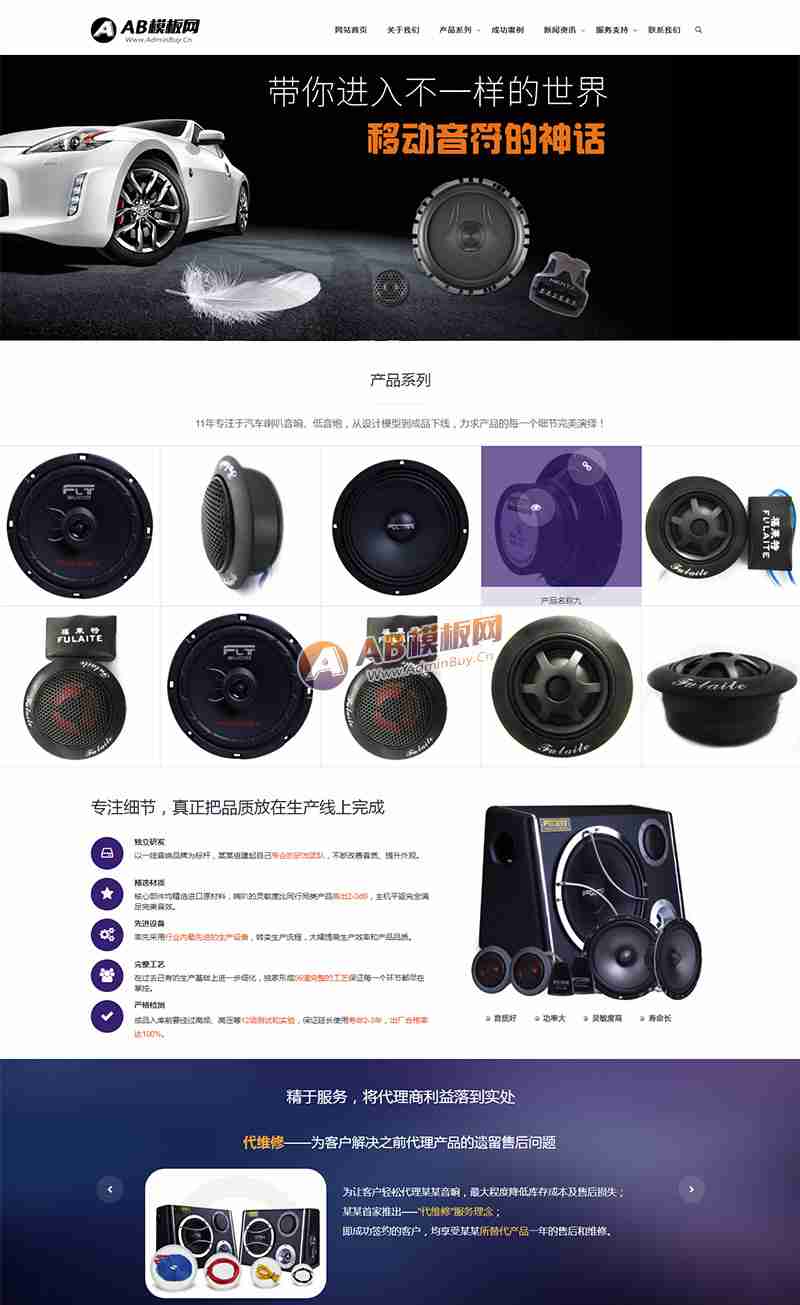 AB模板网
Www.AdminBuy.Cn
网站首页 关于我们 产品系列 成功案例 新闻资讯 服务支持 联系我们
带你进入不一样的世界
移动音符的神话
产品系列
11年专注于汽车喇叭音响、低音炮，从设计模型到成品下线，力求产品的每一个细节完美演绎！
FLT
产品名称九
福莱特
FULAITE
Fulaite
福莱特
FULAITE
Fulaite
FLT
Fulaite
Fulaite
Fulaite
AB模板网
Www.AdminBuy.Cn
专注细节，真正把品质放在生产线上完成
独立研发
以一线音响品牌为标杆，某某组建起自己专业的研发团队，不断改善音质、提升外观。
精选材质
核心部件均精选进口原材料，喇叭的灵敏度比同行同类产品高出2-3dB，主机平驱完全满
足完美音效。
先进设备
率先采用行业内最先进的生产设备，转变生产流程，大幅提高生产效率和产品品质。
完整工艺
在过去已有的生产基础上进一步细化，独家形成
完整的工艺保证每一个环节都尽在
掌控。
严格检测
成品入库前要经过高频、高压等12项测试和实验，保证延长使用寿命2-3年，出厂合格率
达100%。
音质好 功率大 灵敏度高 寿命长
精于服务，将代理商利益落到实处
代维修——为客户解决之前代理产品的遗留售后问题
为让客户轻松代理某某音响，最大程度降低库存成本及售后损失；
某某首家推出—“代维修”服务理念；
即成功签约的客户，均享受某某所替代产品一年的售后和维修。